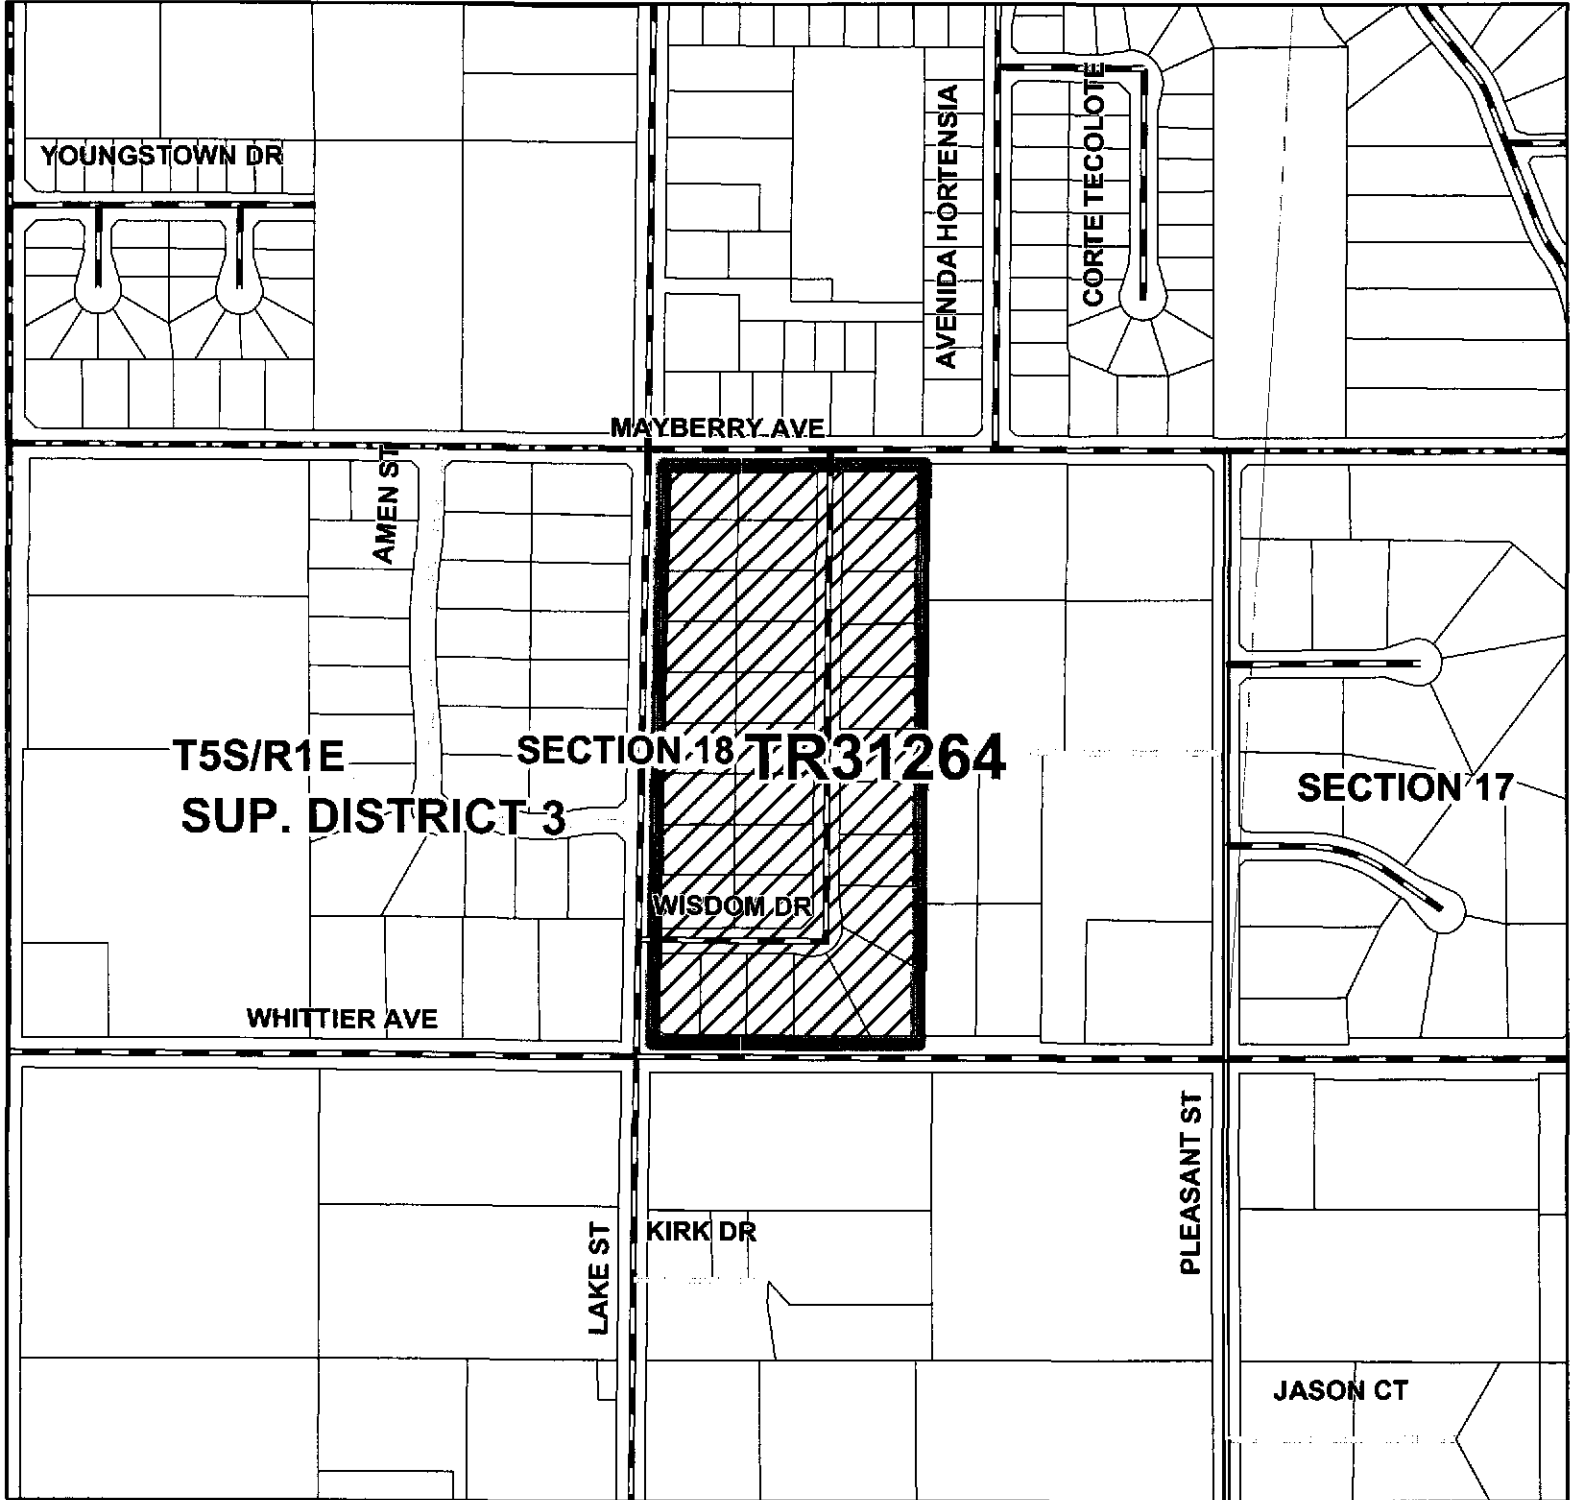 YOUNGSTOWN DR
AVENIDA HORTENSIA
CORTE TECOLOTE
MAYBERRY AVE
AMEN ST
T5S/R1E
SECTION 18
TR31264
SECTION 17
SUP. DISTRICT 3
WISDOM DR
WHITTIER AVE
LAKE ST
KIRK DR
PLEASANT ST
JASON CT